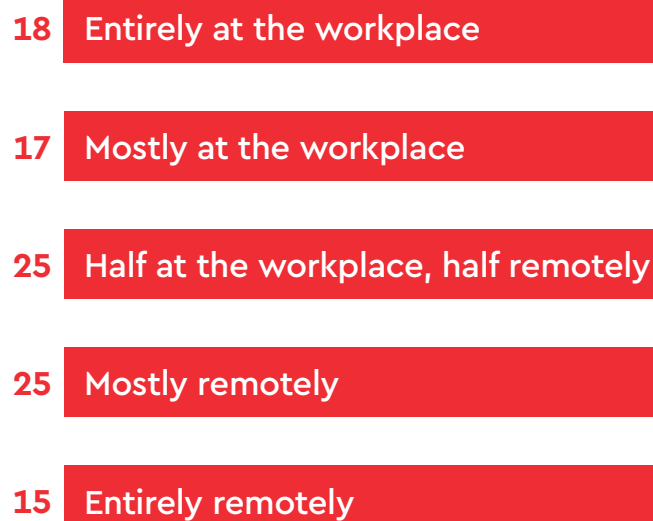 18 Entirely at the workplace
17 Mostly at the workplace
25 Half at the workplace, half remotely
25 Mostly remotely
15 Entirely remotely